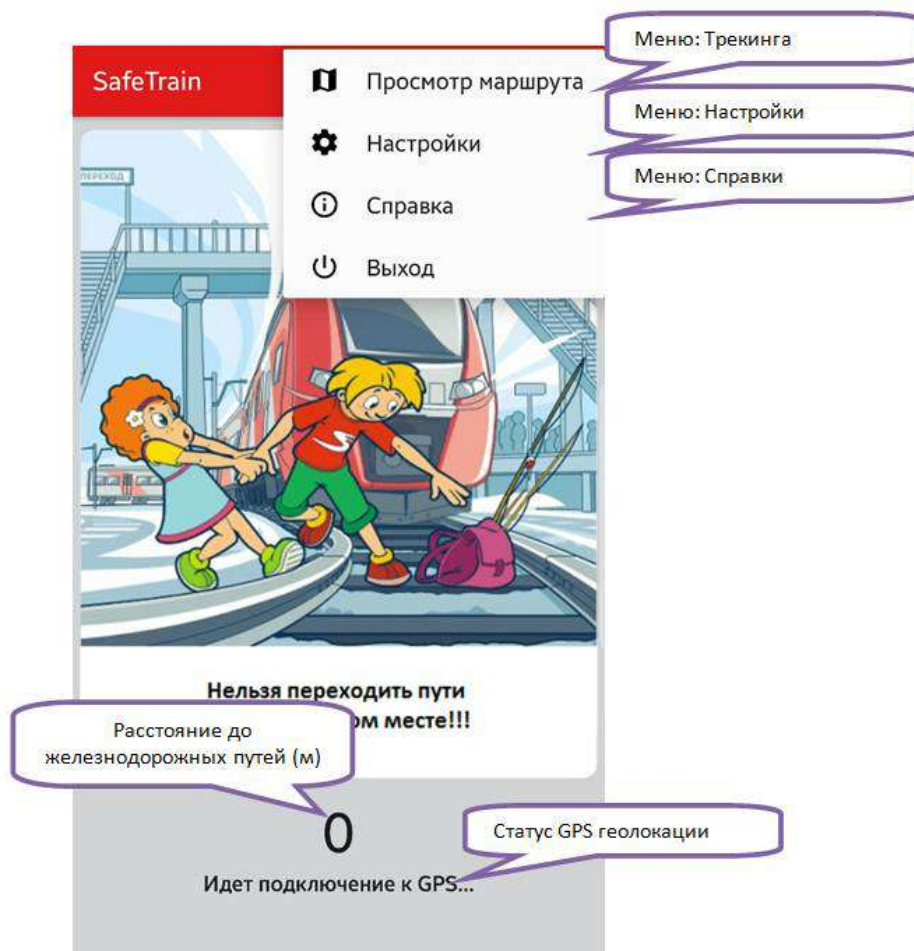 Меню: Трекинга
SafeTrain
Просмотр маршрута
Меню: Настройки
Настройки
Меню: Справки
ПЕРЕХОД
Справка
Выход
Нельзя переходить пути
ом месте!!!
Расстояние до
железнодорожных путей (м)
0
Статус GPS геолокации
Идет подключение к GPS...